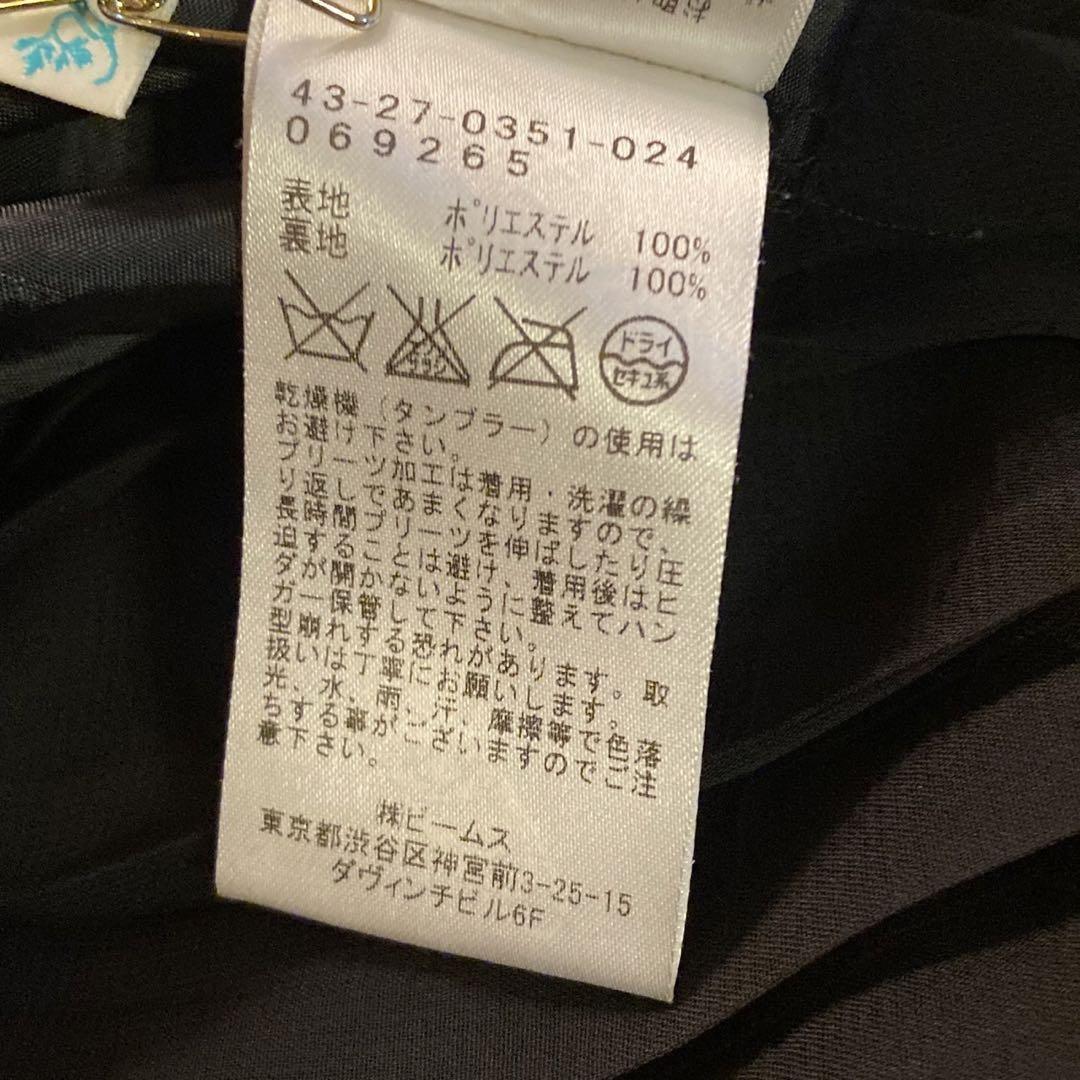 43-27-0351-024
069265
表地 ポリエステル 100%
裏地 ポリエステル 100%
エンソ
サラシ
ドライ
セキユ系
乾燥機（タンブラー）の使用は
お避け下さい。
プリーツ加工は着用・洗濯の繰
り返しであまくなりますので、
長時間プリーツを伸ばしたり圧
迫することは避け、着用後はヒ
ダが開かないように整えてハン
ガー保管して下さい。
型崩れする恐れがあります。取
扱いは丁寧にお願いします。
光、水、雨、汗、摩擦等で色落
ちする等がございますのでご注
意下さい。
㈱ビームス
東京都渋谷区神宮前3-25-15
ダヴィンチビル6F